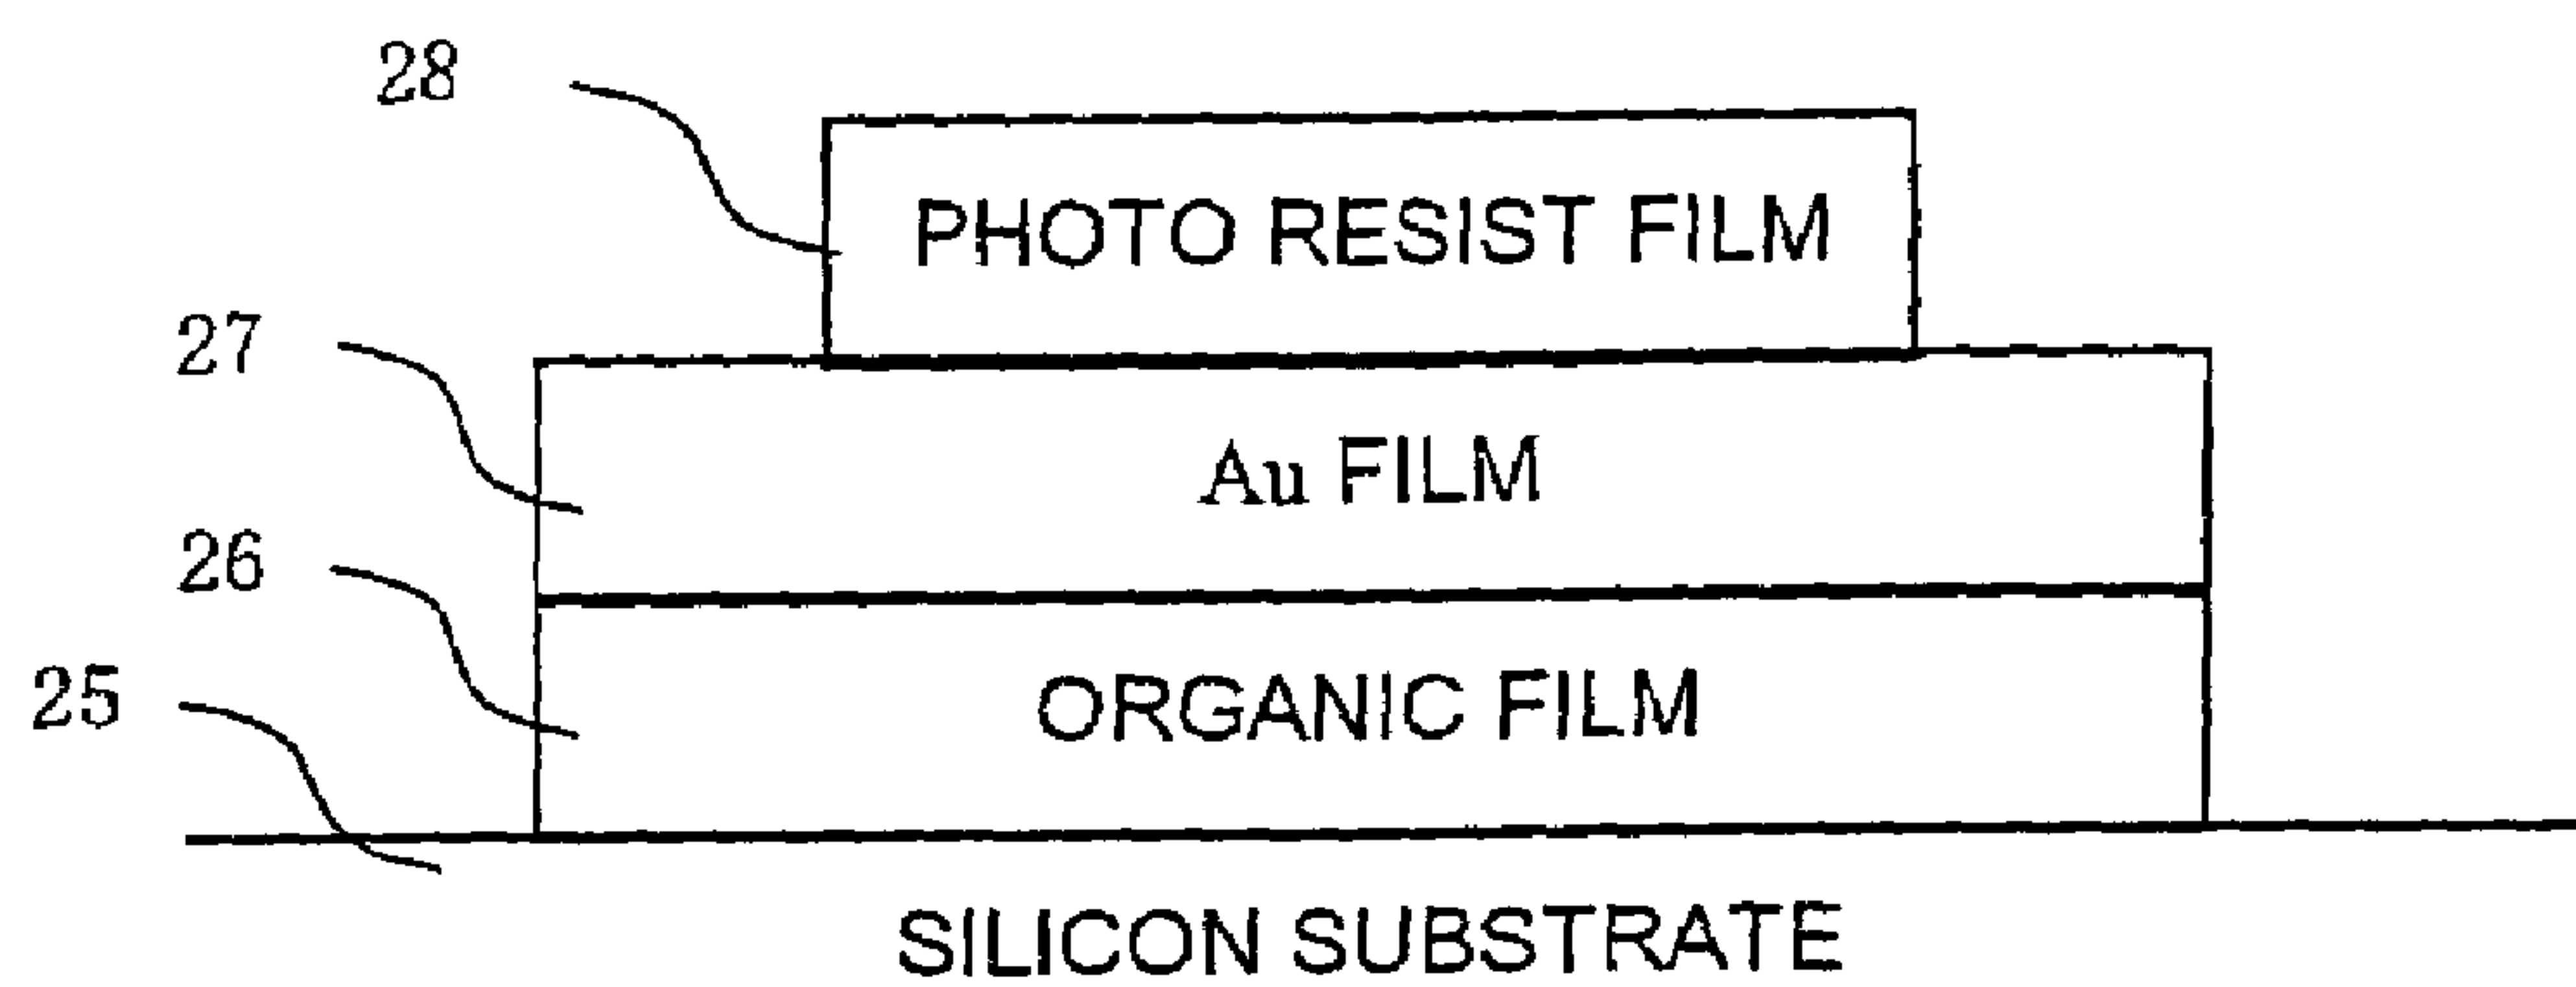 28
PHOTO RESIST FILM
27
Au FILM
26
ORGANIC FILM
25
SILICON SUBSTRATE